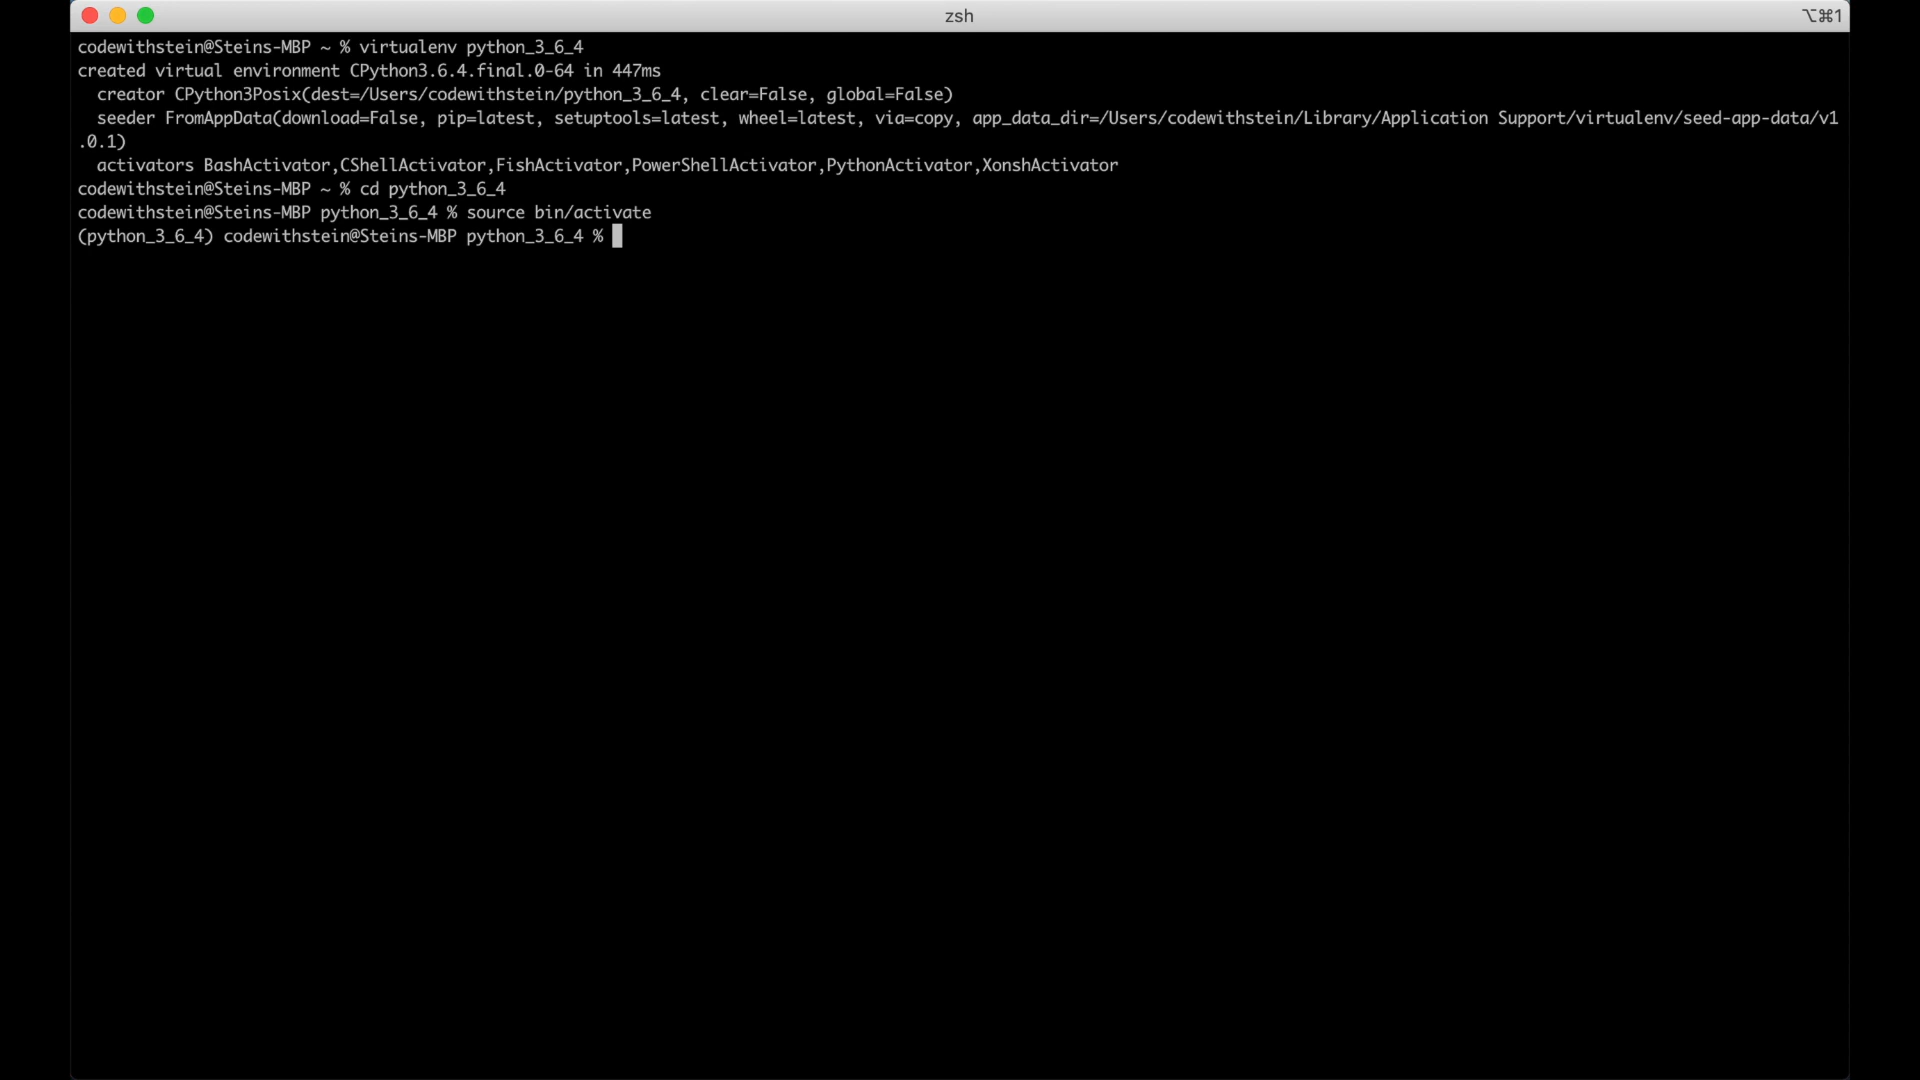 zsh
⌥⌘1
codewithstein@Steins-MBP ~ % virtualenv python_3_6_4
created virtual environment CPython3.6.4.final.0-64 in 447ms
  creator CPython3Posix(dest=/Users/codewithstein/python_3_6_4, clear=False, global=False)
  seeder FromAppData(download=False, pip=latest, setuptools=latest, wheel=latest, via=copy, app_data_dir=/Users/codewithstein/Library/Application Support/virtualenv/seed-app-data/v1
.0.1)
  activators BashActivator,CShellActivator,FishActivator,PowerShellActivator,PythonActivator,XonshActivator
codewithstein@Steins-MBP ~ % cd python_3_6_4
codewithstein@Steins-MBP python_3_6_4 % source bin/activate
(python_3_6_4) codewithstein@Steins-MBP python_3_6_4 %